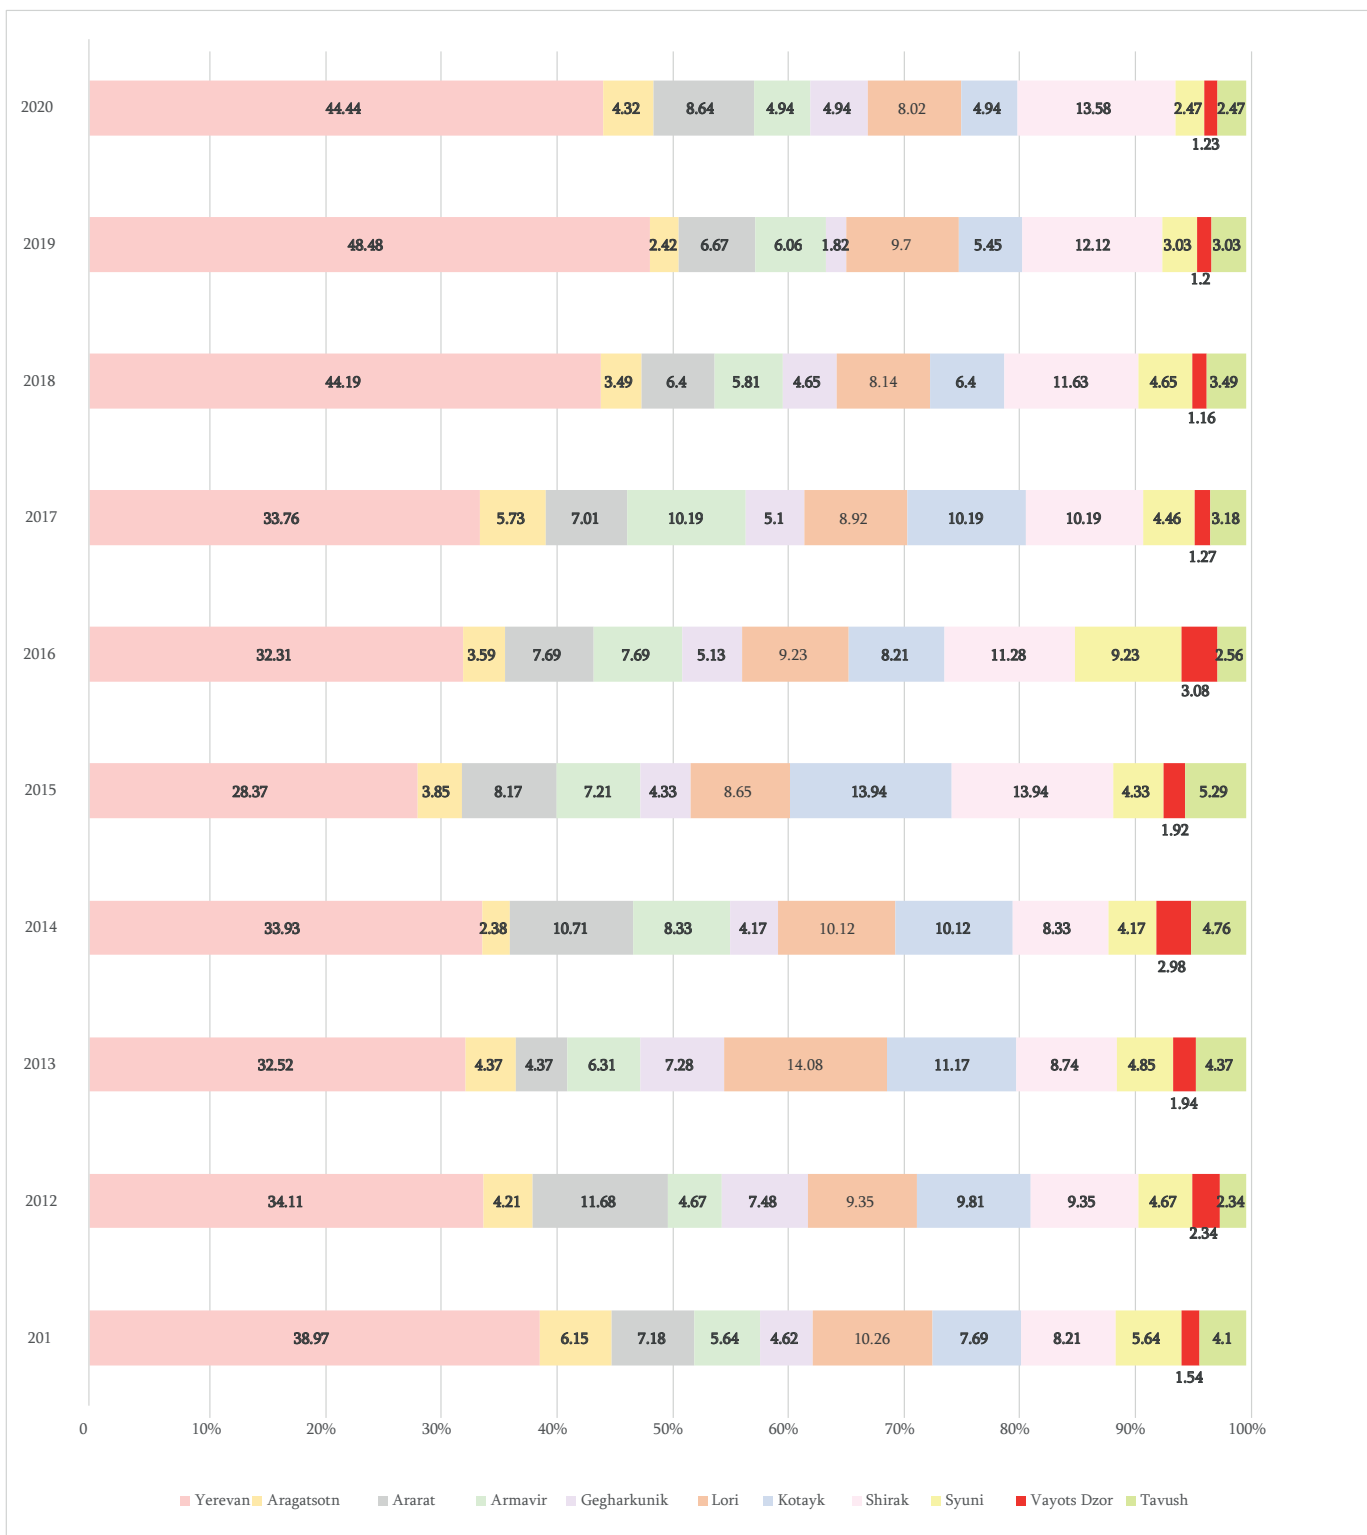 2020 44.44 4.32 8.64 4.94 4.94 8.02 4.94 13.58 2.47 2.47
1.23
2019 48.48 2.42 6.67 6.06 1.82 9.7 5.45 12.12 3.03 3.03
1.2
2018 44.19 3.49 6.4 5.81 4.65 8.14 6.4 11.63 4.65 3.49
1.16
2017 33.76 5.73 7.01 10.19 5.1 8.92 10.19 10.19 4.46 3.18
1.27
2016 32.31 3.59 7.69 7.69 5.13 9.23 8.21 11.28 9.23 2.56
3.08
2015 28.37 3.85 8.17 7.21 4.33 8.65 13.94 13.94 4.33 5.29
1.92
2014 33.93 2.38 10.71 8.33 4.17 10.12 10.12 8.33 4.17 4.76
2.98
2013 32.52 4.37 4.37 6.31 7.28 14.08 11.17 8.74 4.85 4.37
1.94
2012 34.11 4.21 11.68 4.67 7.48 9.35 9.81 9.35 4.67 2.34
2.34
201 38.97 6.15 7.18 5.64 4.62 10.26 7.69 8.21 5.64 4.1
1.54
0 10% 20% 30% 40% 50% 60% 70% 80% 90% 100%
Yerevan Aragatsotn Ararat Armavir Gegharkunik Lori Kotayk Shirak Syuni Vayots Dzor Tavush